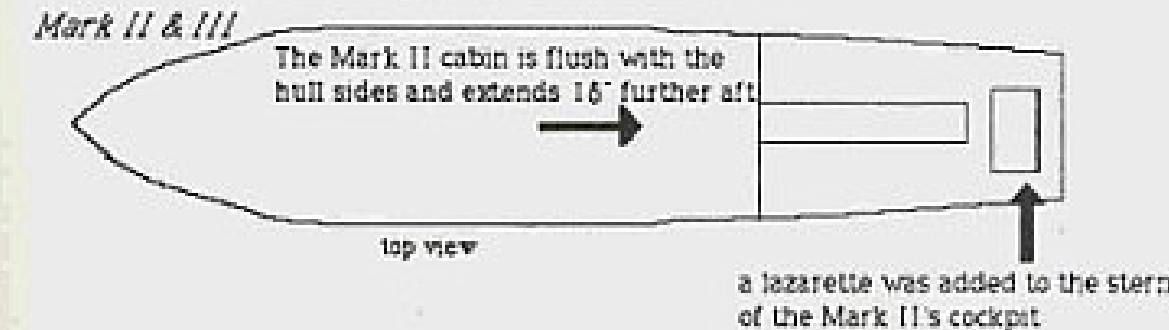 Mark II & III
The Mark II cabin is flush with the
hull sides and extends 16" further aft
top view
a lazarette was added to the stern
of the Mark II's cockpit